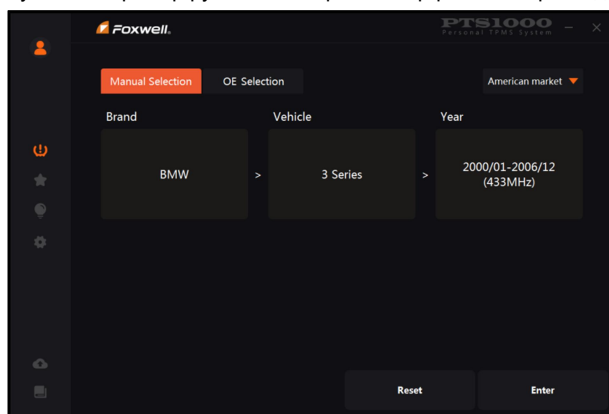 FOXWELL.
PTS1000
Personal TPMS System
Manual Selection
OE Selection
American market
Brand
Vehicle
Year
BMW
>
3 Series
>
2000/01-2006/12
(433MHz)
Reset
Enter